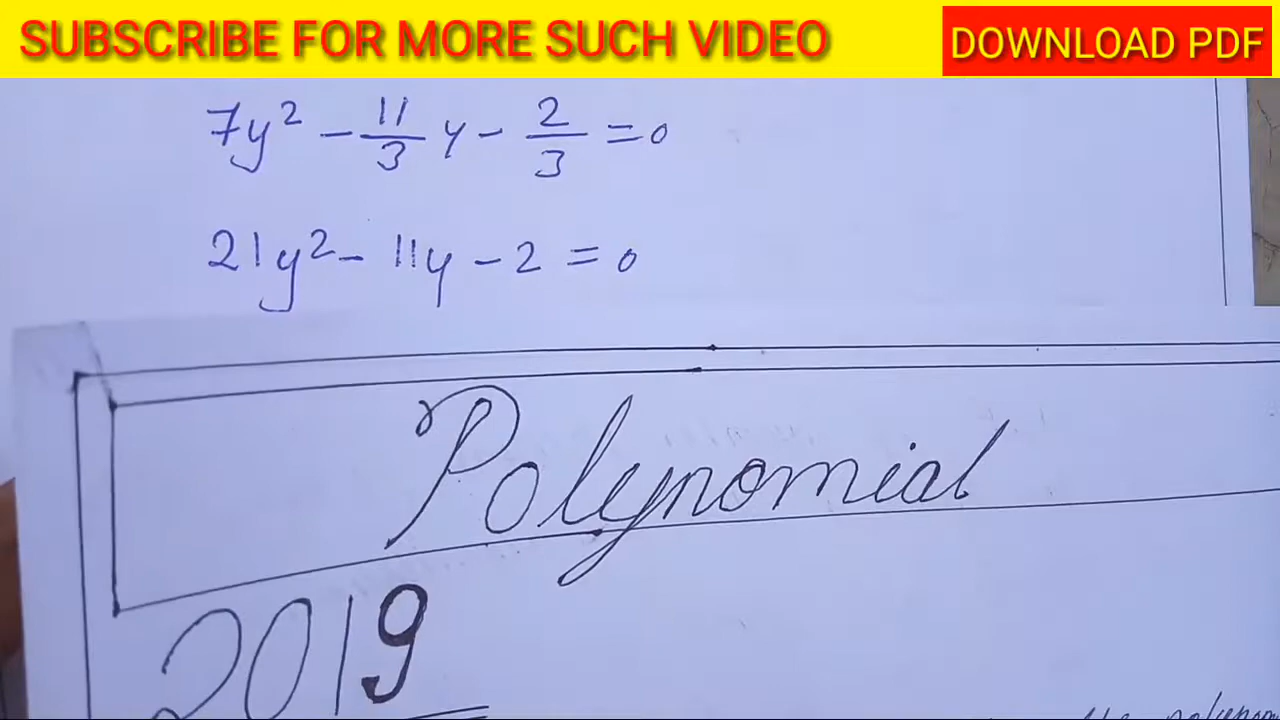 SUBSCRIBE FOR MORE SUCH VIDEO
DOWNLOAD PDF
7y² - 11/3 y - 2/3 = 0
21y² - 11y - 2 = 0
Polynomial
2019